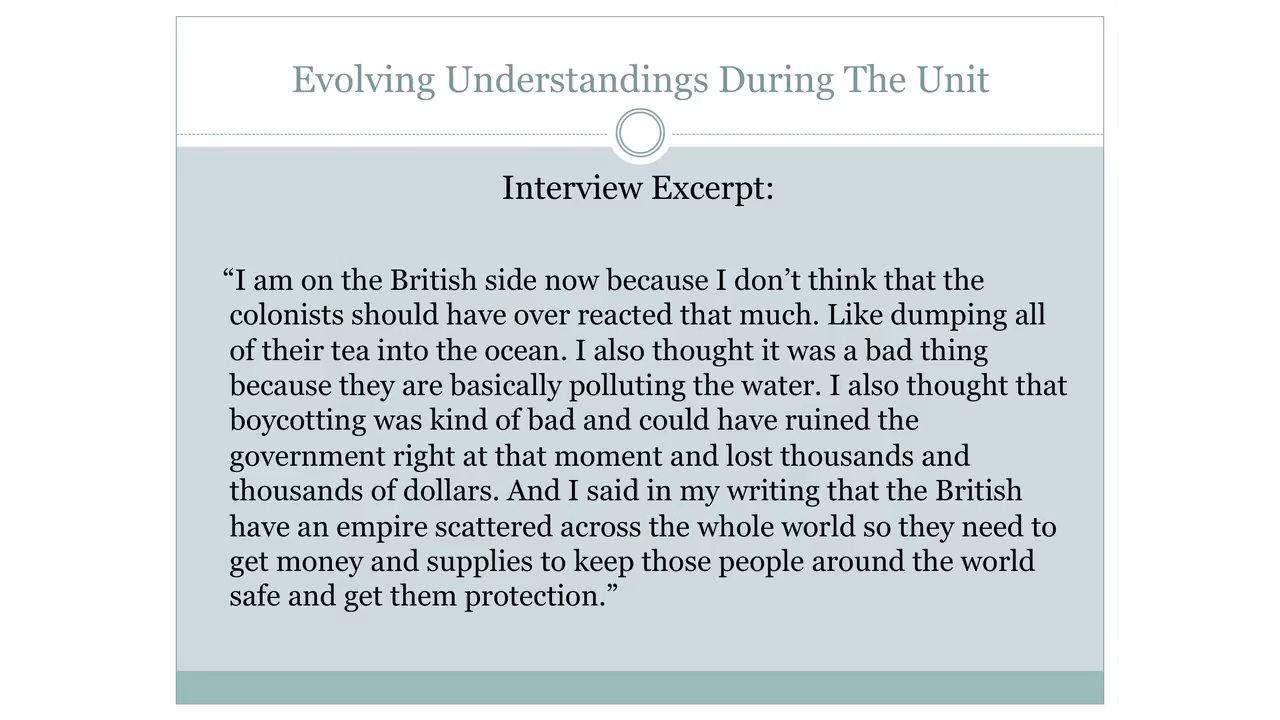 Evolving Understandings During The Unit
Interview Excerpt:
“I am on the British side now because I don’t think that the
colonists should have over reacted that much. Like dumping all
of their tea into the ocean. I also thought it was a bad thing
because they are basically polluting the water. I also thought that
boycotting was kind of bad and could have ruined the
government right at that moment and lost thousands and
thousands of dollars. And I said in my writing that the British
have an empire scattered across the whole world so they need to
get money and supplies to keep those people around the world
safe and get them protection.”